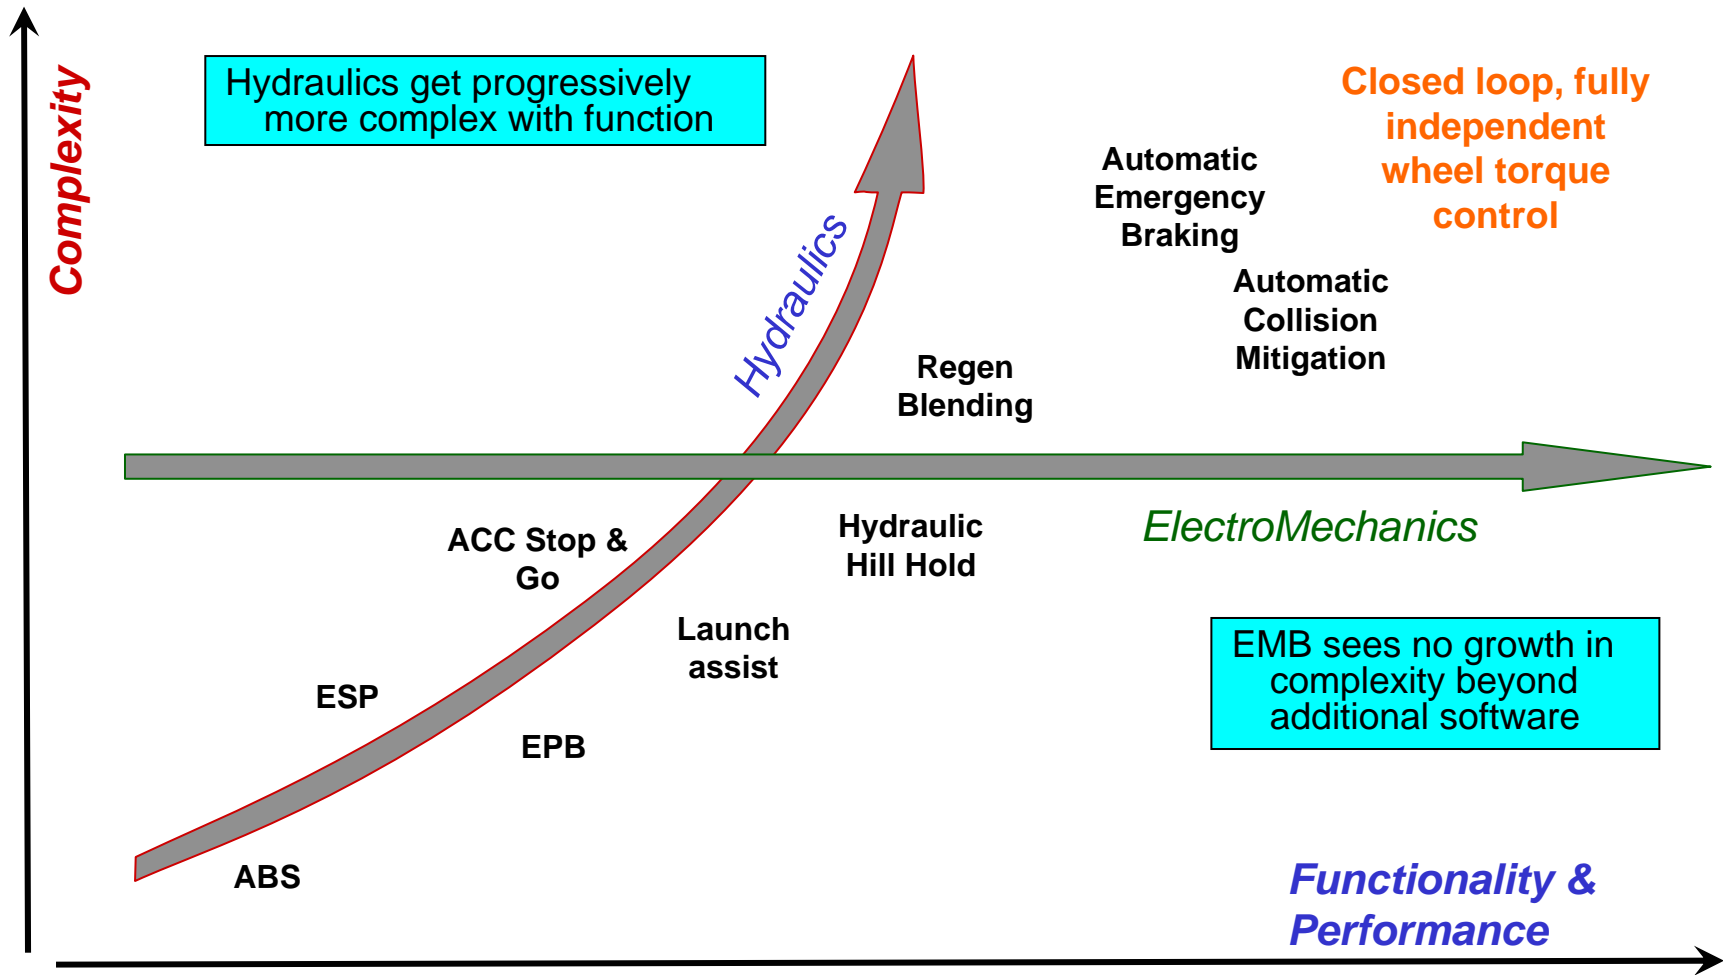 Complexity
Hydraulics get progressively
more complex with function
Closed loop, fully
independent
wheel torque
control
Automatic
Emergency
Braking
Automatic
Collision
Mitigation
Hydraulics
Regen
Blending
ElectroMechanics
ACC Stop &
Go
Hydraulic
Hill Hold
Launch
assist
EMB sees no growth in
complexity beyond
additional software
ESP
EPB
ABS
Functionality &
Performance